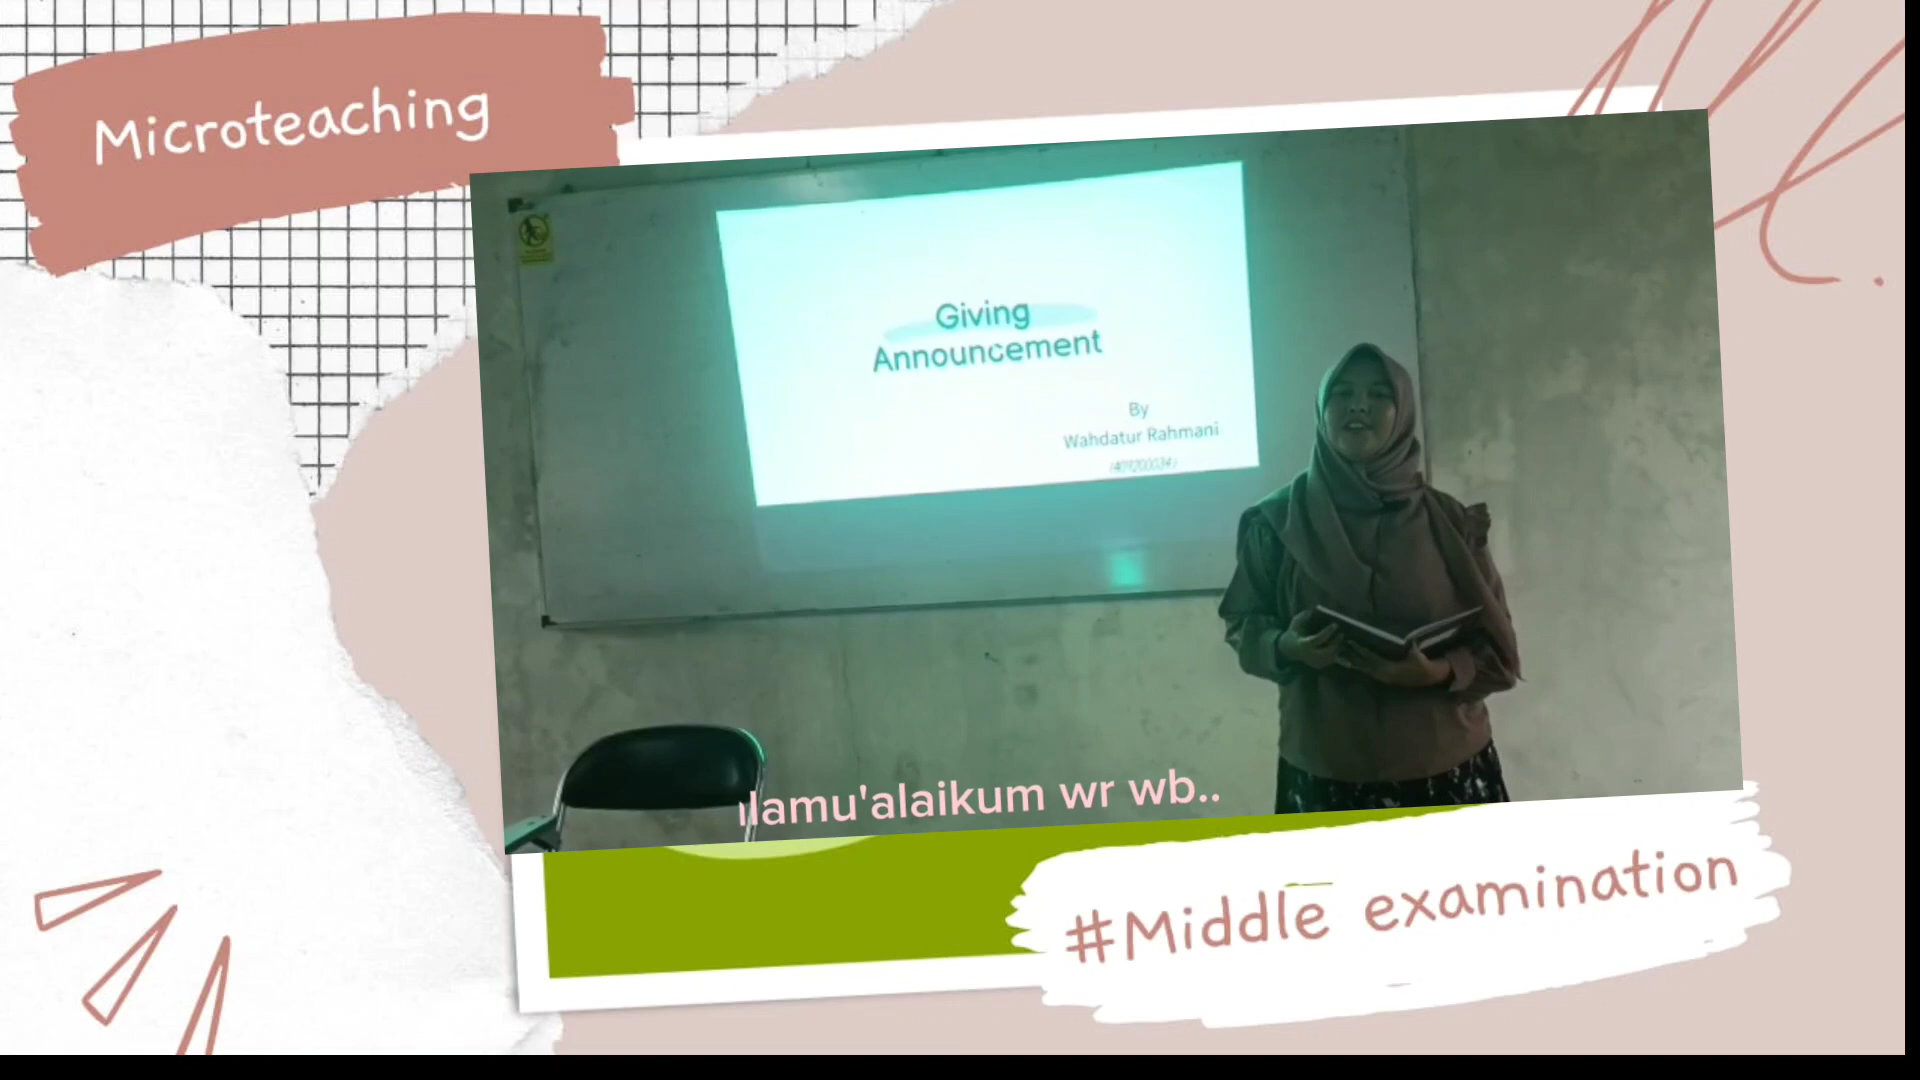 Microteaching
Giving
Announcement
By
Wahdatur Rahmani
lamu'alaikum wr wb..
#Middle examination